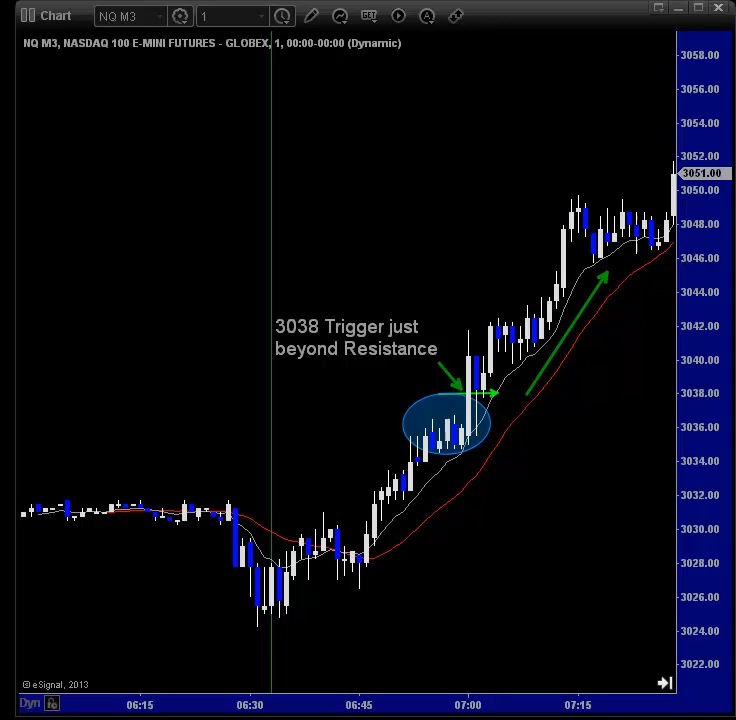 Chart
NQ M3
1
GET
A
NQ M3, NASDAQ 100 E-MINI FUTURES - GLOBEX, 1, 00:00-00:00 (Dynamic)
3058.00
3056.00
3054.00
3052.00
3051.00
3050.00
3048.00
3046.00
3044.00
3042.00
3040.00
3038.00
3036.00
3034.00
3032.00
3030.00
3028.00
3026.00
3024.00
3022.00
3038 Trigger just
beyond Resistance
© eSignal, 2013
Dyn
06:15
06:30
06:45
07:00
07:15